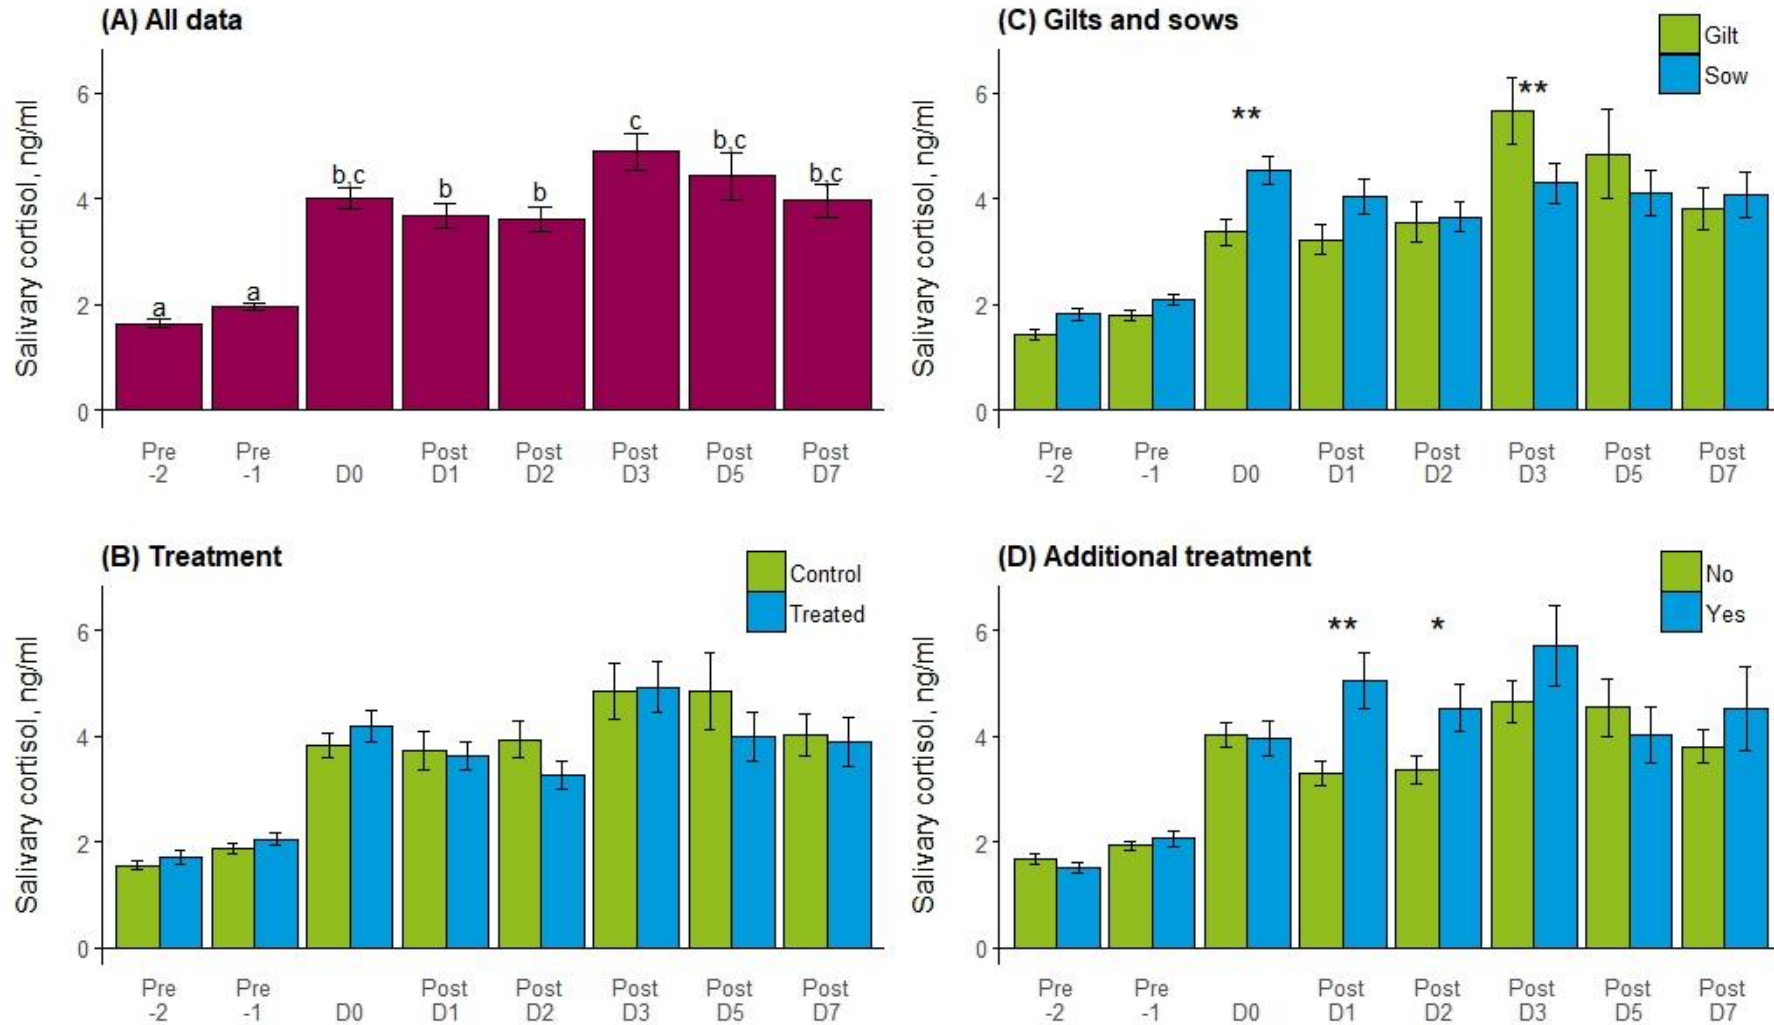 (A) All data
Salivary cortisol, ng/ml
6
4
2
0
a
a
b,c
b
b
c
b,c
b,c
Pre -2
Pre -1
D0
Post D1
Post D2
Post D3
Post D5
Post D7
(C) Gilts and sows
Gilt
Sow
Salivary cortisol, ng/ml
6
4
2
0
**
**
Pre -2
Pre -1
D0
Post D1
Post D2
Post D3
Post D5
Post D7
(B) Treatment
Control
Treated
Salivary cortisol, ng/ml
6
4
2
0
Pre -2
Pre -1
D0
Post D1
Post D2
Post D3
Post D5
Post D7
(D) Additional treatment
No
Yes
Salivary cortisol, ng/ml
6
4
2
0
**
*
Pre -2
Pre -1
D0
Post D1
Post D2
Post D3
Post D5
Post D7